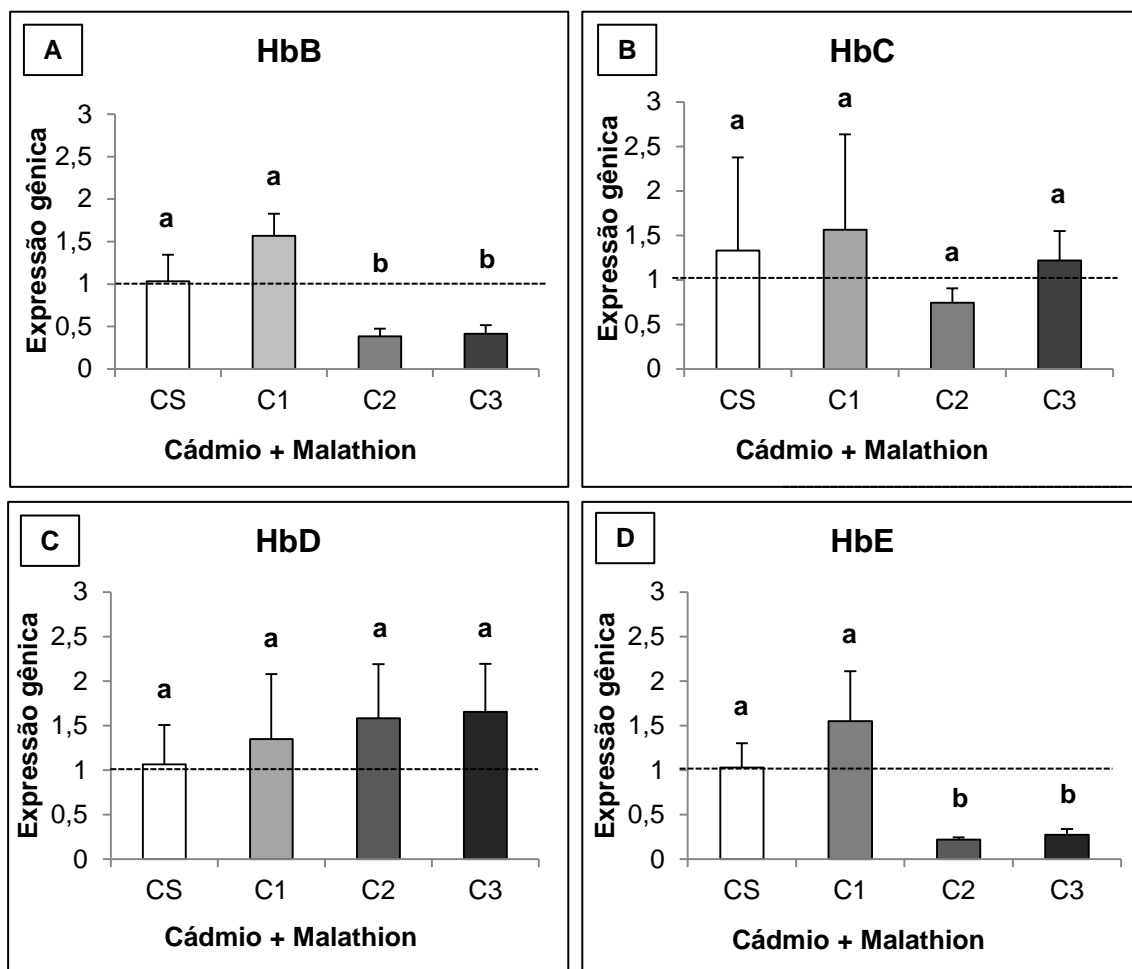 A
HbB
Expressão gênica
3
2,5
2
1,5
1
0,5
0
a
a
b
b
CS C1 C2 C3
Cádmio + Malathion
B
HbC
Expressão gênica
3
2,5
2
1,5
1
0,5
0
a
a
a
a
CS C1 C2 C3
Cádmio + Malathion
C
HbD
Expressão gênica
3
2,5
2
1,5
1
0,5
0
a
a
a
a
CS C1 C2 C3
Cádmio + Malathion
D
HbE
Expressão gênica
3
2,5
2
1,5
1
0,5
0
a
a
b
b
CS C1 C2 C3
Cádmio + Malathion